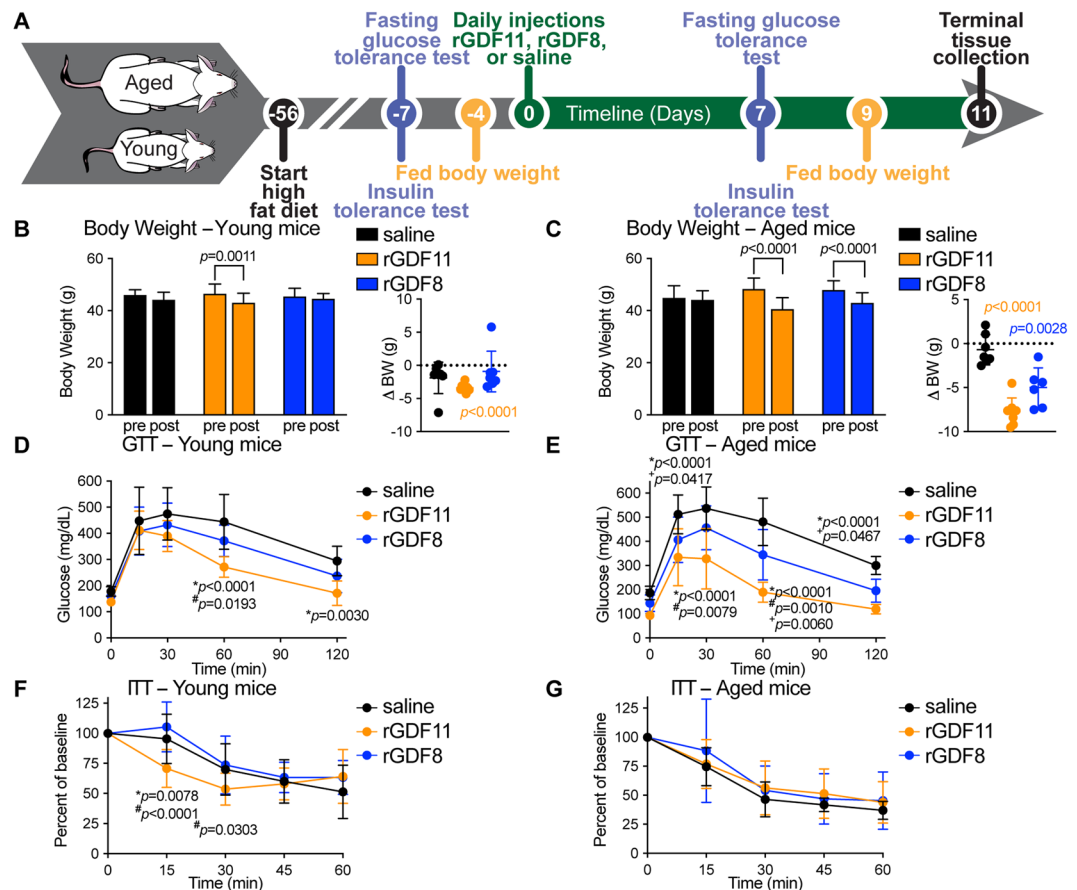 A
Aged
Young
Fasting
glucose
tolerance test
Daily injections
rGDF11, rGDF8,
or saline
Fasting glucose
tolerance
test
Terminal
tissue
collection
-56
-7
-4
0
Timeline (Days)
7
9
11
Start
high
fat diet
Fed body weight
Fed body weight
Insulin
tolerance test
Insulin
tolerance test
B
Body Weight –Young mice
saline
rGDF11
rGDF8
p=0.0011
Body Weight (g)
60
40
20
0
pre post
pre post
pre post
Δ BW (g)
10
5
0
-5
-10
p<0.0001
C
Body Weight – Aged mice
saline
rGDF11
rGDF8
p<0.0001
p<0.0001
Body Weight (g)
60
40
20
0
pre post
pre post
pre post
Δ BW (g)
5
0
-5
-10
p<0.0001
p=0.0028
D
GTT – Young mice
saline
rGDF11
rGDF8
Glucose (mg/dL)
600
500
400
300
200
100
0
*p<0.0001
#p=0.0193
*p=0.0030
0
30
60
90
120
Time (min)
E
GTT – Aged mice
saline
rGDF11
rGDF8
*p<0.0001
+p=0.0417
*p<0.0001
+p=0.0467
Glucose (mg/dL)
600
500
400
300
200
100
0
*p<0.0001
#p=0.0079
*p<0.0001
#p=0.0010
+p=0.0060
0
30
60
90
120
Time (min)
F
ITT – Young mice
saline
rGDF11
rGDF8
Percent of baseline
125
100
75
50
25
0
*p=0.0078
#p<0.0001
#p=0.0303
0
15
30
45
60
Time (min)
G
ITT – Aged mice
saline
rGDF11
rGDF8
Percent of baseline
125
100
75
50
25
0
0
15
30
45
60
Time (min)